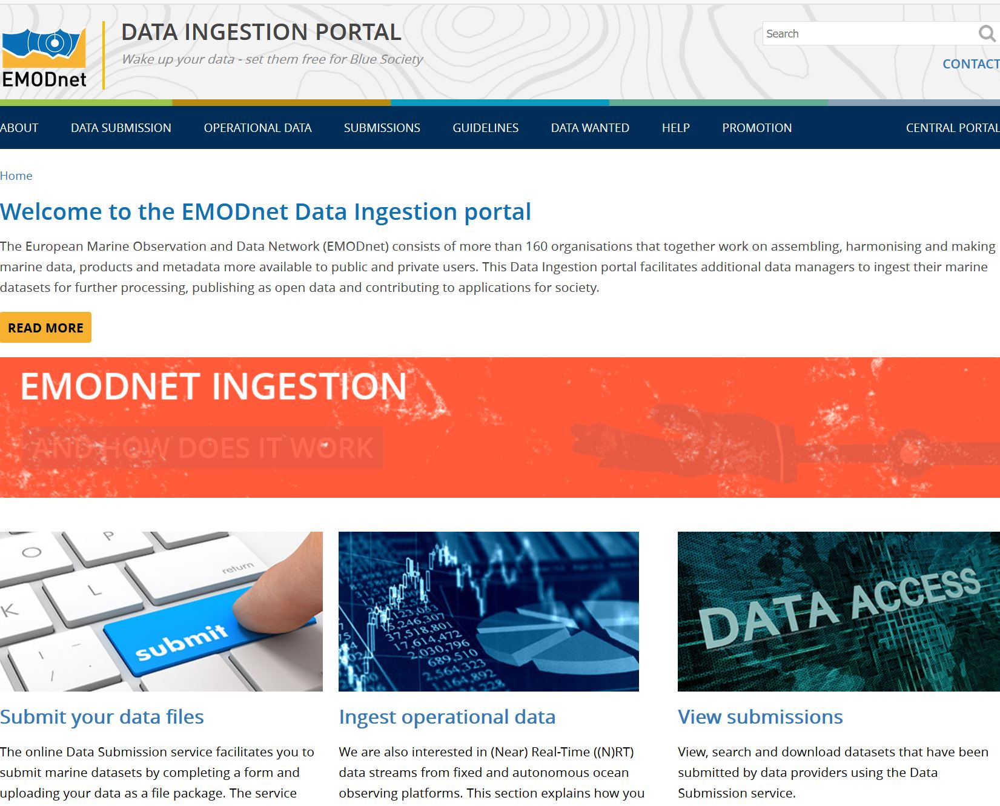 DATA INGESTION PORTAL
Wake up your data - set them free for Blue Society
EMODnet
Search
CONTACT
ABOUT DATA SUBMISSION OPERATIONAL DATA SUBMISSIONS GUIDELINES DATA WANTED HELP PROMOTION CENTRAL PORTAL
Home
Welcome to the EMODnet Data Ingestion portal
The European Marine Observation and Data Network (EMODnet) consists of more than 160 organisations that together work on assembling, harmonising and making
marine data, products and metadata more available to public and private users. This Data Ingestion portal facilitates additional data managers to ingest their marine
datasets for further processing, publishing as open data and contributing to applications for society.
READ MORE
EMODNET INGESTION
AND HOW DOES IT WORK
P
O
return
L
K
submit
123,083
15,246,307
37,518,801
17,614,472
2,030,796
689,510
2,564,323
1,164,892
DATA ACCESS
Submit your data files
The online Data Submission service facilitates you to
submit marine datasets by completing a form and
uploading your data as a file package. The service
Ingest operational data
We are also interested in (Near) Real-Time ((N)RT)
data streams from fixed and autonomous ocean
observing platforms. This section explains how you
View submissions
View, search and download datasets that have been
submitted by data providers using the Data
Submission service.